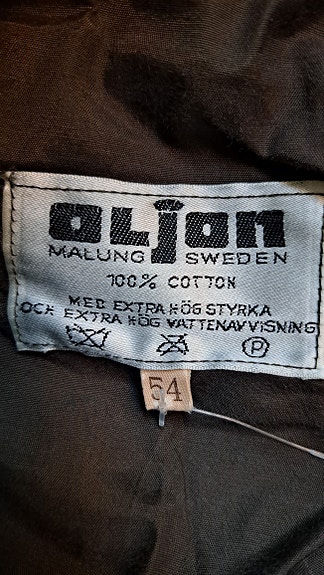 OLJON
MALUNG SWEDEN
100% COTTON
MED EXTRA HÖG STYRKA
OCH EXTRA HÖG VATTENAVVISNING
P
54